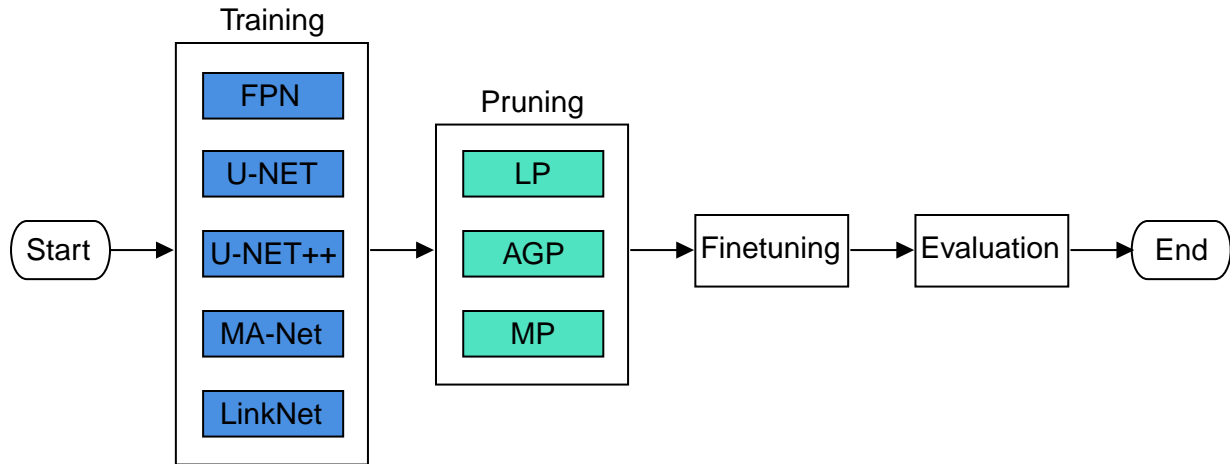 Training
FPN
U-NET
U-NET++
MA-Net
LinkNet
Pruning
LP
AGP
MP
Start
Finetuning
Evaluation
End